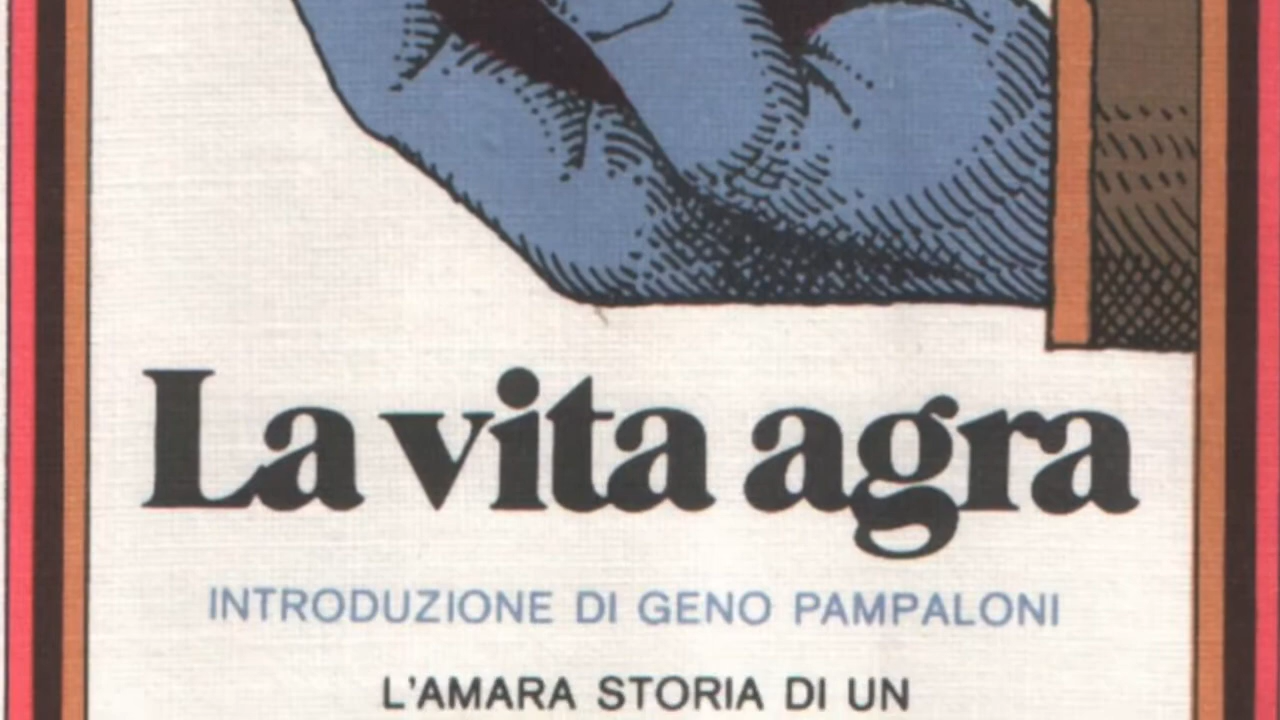 La vita agra
INTRODUZIONE DI GENO PAMPALONI
L'AMARA STORIA DI UN